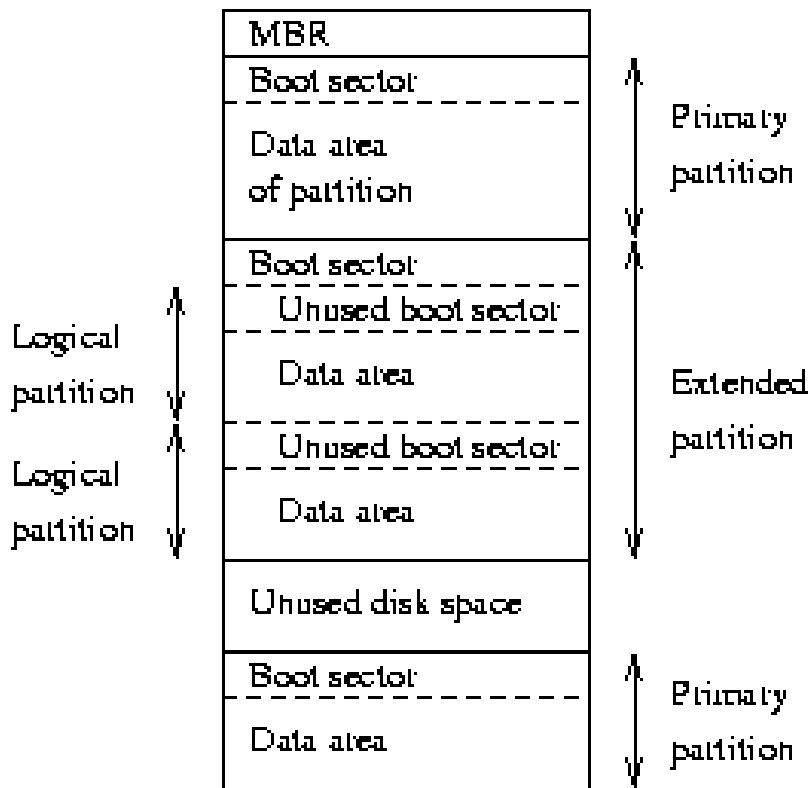 MBR
Boot sector
Data area
of partition
Primary
partition
Boot sector
Unused boot sector
Data area
Logical
partition
Unused boot sector
Data area
Logical
partition
Extended
partition
Unused disk space
Boot sector
Data area
Primary
partition